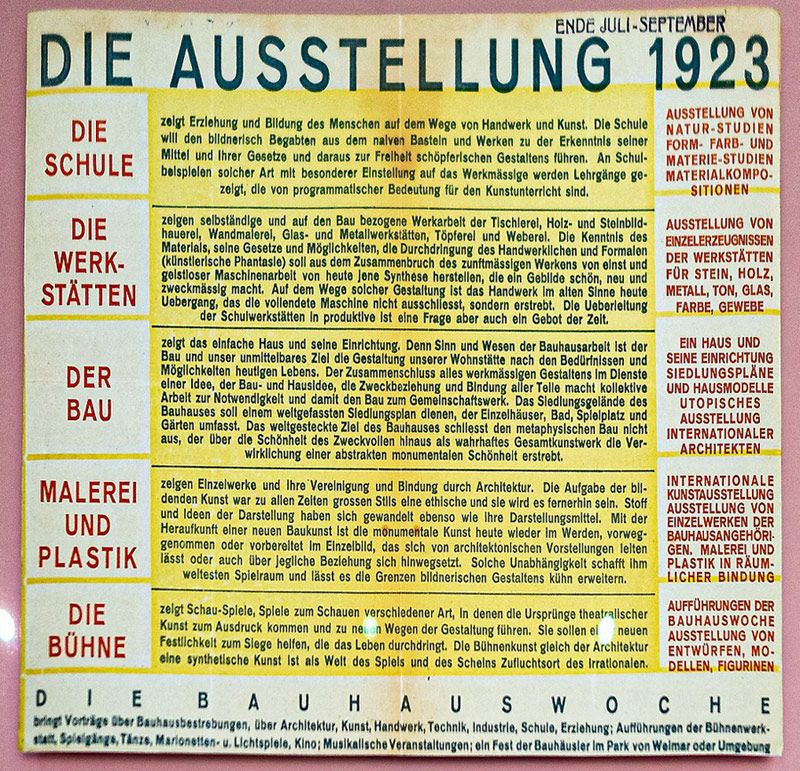 ENDE JULI-SEPTEMBER
DIE AUSSTELLUNG 1923
DIE
SCHULE
zeigt Erziehung und Bildung des Menschen auf dem Wege von Handwerk und Kunst. Die Schule
will den bildnerisch Begabten aus dem naiven Basteln und Werken zu der Erkenntnis seiner
Mittel und ihrer Gesetze und daraus zur Freiheit schöpferischen Gestaltens führen. An Schul-
beispielen solcher Art mit besonderer Einstellung auf das Werkmässige werden Lehrgänge ge-
zeigt, die von programmatischer Bedeutung für den Kunstunterricht sind.
AUSSTELLUNG VON
NATUR-STUDIEN
FORM- FARB- UND
MATERIE-STUDIEN
MATERIALKOMPO-
SITIONEN
DIE
WERK-
STÄTTEN
zeigen selbständige und auf den Bau bezogene Werkarbeit der Tischlerei, Holz- und Steinbild-
hauerei, Wandmalerei, Glas- und Metallwerkstätten, Töpferei und Weberei. Die Kenntnis des
Materials, seine Gesetze und Möglichkeiten, die Durchdringung des Handwerklichen und Formalen
(künstlerische Phantasie) soll aus dem Zusammenbruch des zunftmässigen Werkens von einst und
geistloser Maschinenarbeit von heute jene Synthese herstellen, die ein Gebilde schön, neu und
zweckmässig macht. Auf dem Wege solcher Gestaltung ist das Handwerk im alten Sinne heute
Uebergang, das die vollendete Maschine nicht ausschliesst, sondern erstrebt. Die Ueberleitung
der Schulwerkstätten in produktive ist eine Frage aber auch ein Gebot der Zeit.
AUSSTELLUNG VON
EINZELERZEUGNISSEN
DER WERKSTÄTTEN
FÜR STEIN, HOLZ,
METALL, TON, GLAS,
FARBE, GEWEBE
DER
BAU
zeigt das einfache Haus und seine Einrichtung. Denn Sinn und Wesen der Bauhausarbeit ist der
Bau und unser unmittelbares Ziel die Gestaltung unserer Wohnstätte nach den Bedürfnissen und
Möglichkeiten heutigen Lebens. Der Zusammenschluss alles werkmässigen Gestaltens im Dienste
einer Idee, der Bau- und Hausidee, die Zweckbeziehung und Bindung aller Teile macht kollektive
Arbeit zur Notwendigkeit und damit den Bau zum Gemeinschaftswerk. Das Siedlungsgelände des
Bauhauses soll einem weitgefassten Siedlungsplan dienen, der Einzelhäuser, Bad, Spielplatz und
Gärten umfasst. Das weitgesteckte Ziel des Bauhauses schliesst den metaphysischen Bau nicht
aus, der über die Schönheit des Zweckvollen hinaus als wahrhaftes Gesamtkunstwerk die Ver-
wirklichung einer abstrakten monumentalen Schönheit erstrebt.
EIN HAUS UND
SEINE EINRICHTUNG
SIEDLUNGSPLÄNE
UND HAUSMODELLE
UTOPISCHES
AUSSTELLUNG
INTERNATIONALER
ARCHITEKTEN
MALEREI
UND
PLASTIK
zeigen Einzelwerke und ihre Vereinigung und Bindung durch Architektur. Die Aufgabe der bil-
denden Kunst war zu allen Zeiten grossen Stils eine ethische und sie wird es fernerhin sein. Stoff
und Ideen der Darstellung haben sich gewandelt ebenso wie ihre Darstellungsmittel. Mit der
Heraufkunft einer neuen Baukunst ist die monumentale Kunst heute wieder im Werden, vorweg-
genommen oder vorbereitet im Einzelbild, das sich von architektonischen Vorstellungen leiten
lässt oder auch über jegliche Beziehung sich hinwegsetzt. Solche Unabhängigkeit schafft ihm
weitesten Spielraum und lässt es die Grenzen bildnerischen Gestaltens kühn erweitern.
INTERNATIONALE
KUNSTAUSSTELLUNG
AUSSTELLUNG VON
EINZELWERKEN DER
BAUHAUSANGEHÖRI-
GEN. MALEREI UND
PLASTIK IN RÄUM-
LICHER BINDUNG
DIE
BÜHNE
zeigt Schau-Spiele, Spiele zum Schauen verschiedener Art, in denen die Ursprünge theatralischer
Kunst zum Ausdruck kommen und zu neuen Wegen der Gestaltung führen. Sie sollen einer neuen
Festlichkeit zum Siege helfen, die das Leben durchdringt. Die Bühnenkunst gleich der Architektur
eine synthetische Kunst ist als Welt des Spiels und des Scheins Zufluchtsort des Irrationalen.
AUFFÜHRUNGEN DER
BAUHAUSWOCHE
AUSSTELLUNG VON
ENTWÜRFEN, MO-
DELLEN, FIGURINEN
DIE BAUHAUSWOCHE
bringt Vorträge über Bauhausbestrebungen, über Architektur, Kunst, Handwerk, Technik, Industrie, Schule, Erziehung; Aufführungen der Bühnenwerk-
statt, Spielgänge, Tänze, Marionetten- u. Lichtspiele, Kino; Musikalische Veranstaltungen; ein Fest der Bauhäusler im Park von Weimar oder Umgebung